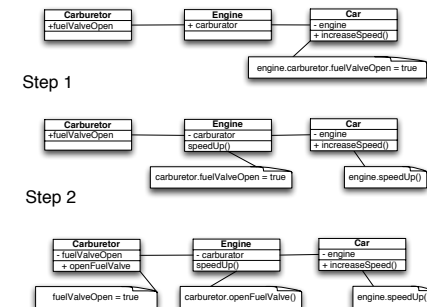 Carburetor
+fuelValveOpen
Engine
+ carburator
Car
- engine
+ increaseSpeed()
engine.carburetor.fuelValveOpen = true
Step 1
Carburetor
+fuelValveOpen
Engine
- carburator
speedUp()
Car
- engine
+ increaseSpeed()
carburetor.fuelValveOpen = true
engine.speedUp()
Step 2
Carburetor
- fuelValveOpen
+ openFuelValve
Engine
- carburator
speedUp()
Car
- engine
+ increaseSpeed()
fuelValveOpen = true
carburetor.openFuelValve()
engine.speedUp()